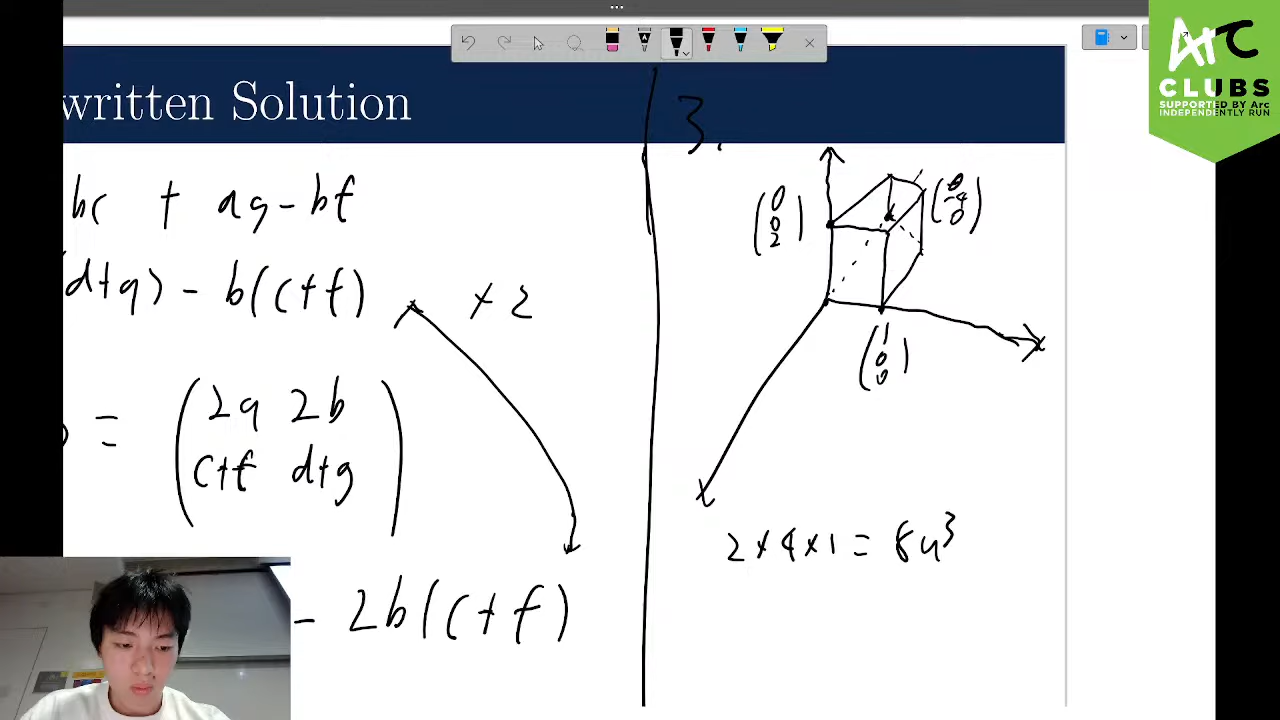 written Solution
bc + ag - bf
(d+g) - b(c+f) × 2
= (2a 2b
c+f d+g)
- 2b(c+f)
3.
(0
0
2)
(0
-4
0)
(1
0
0)
2 × 4 × 1 = 8u³
Arc
CLUBS
SUPPORTED BY Arc
INDEPENDENTLY RUN